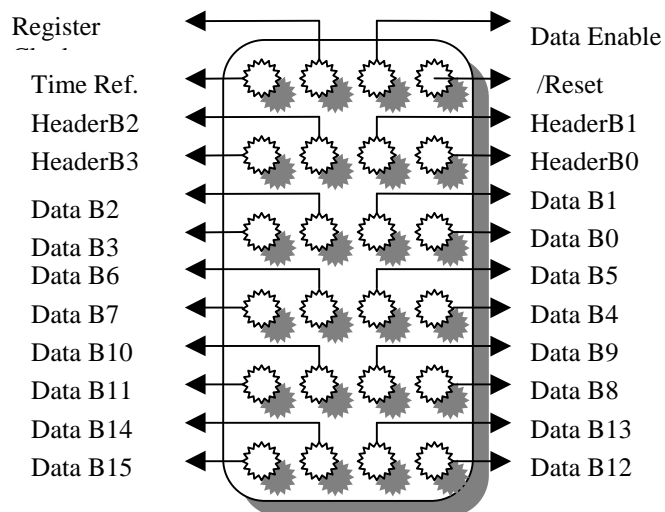 Register
Data Enable
Time Ref.
/Reset
HeaderB2
HeaderB1
HeaderB3
HeaderB0
Data B2
Data B1
Data B3
Data B0
Data B6
Data B5
Data B7
Data B4
Data B10
Data B9
Data B11
Data B8
Data B14
Data B13
Data B15
Data B12